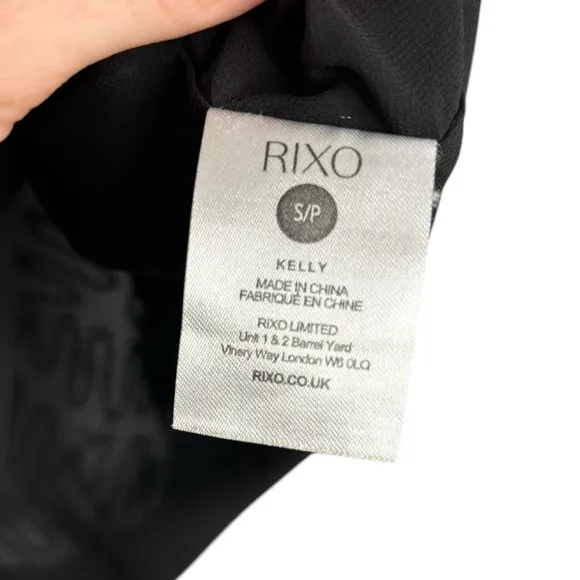 RIXO
S/P
KELLY
MADE IN CHINA
FABRIQUÉ EN CHINE
RIXO LIMITED
Unit 1 & 2 Barrel Yard
Vinery Way London W6 0LQ
RIXO.CO.UK